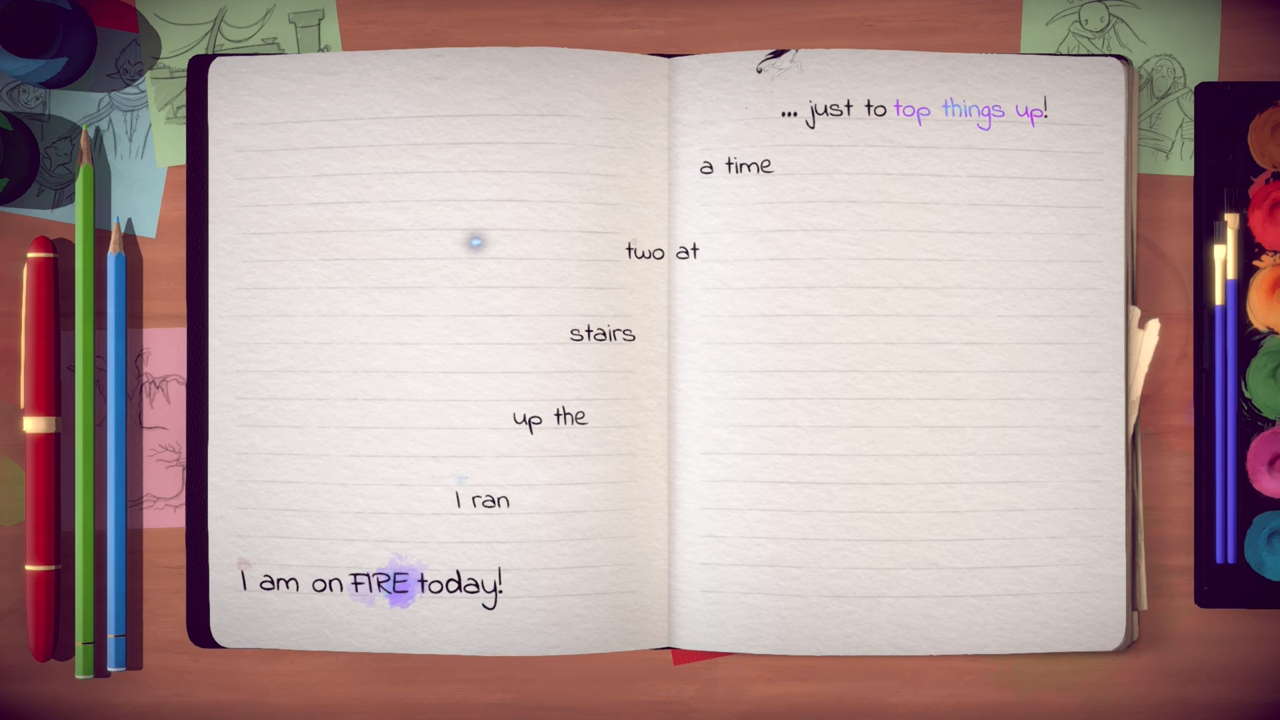 I am on FIRE today!
I ran
up the
stairs
two at
a time
... just to top things up!